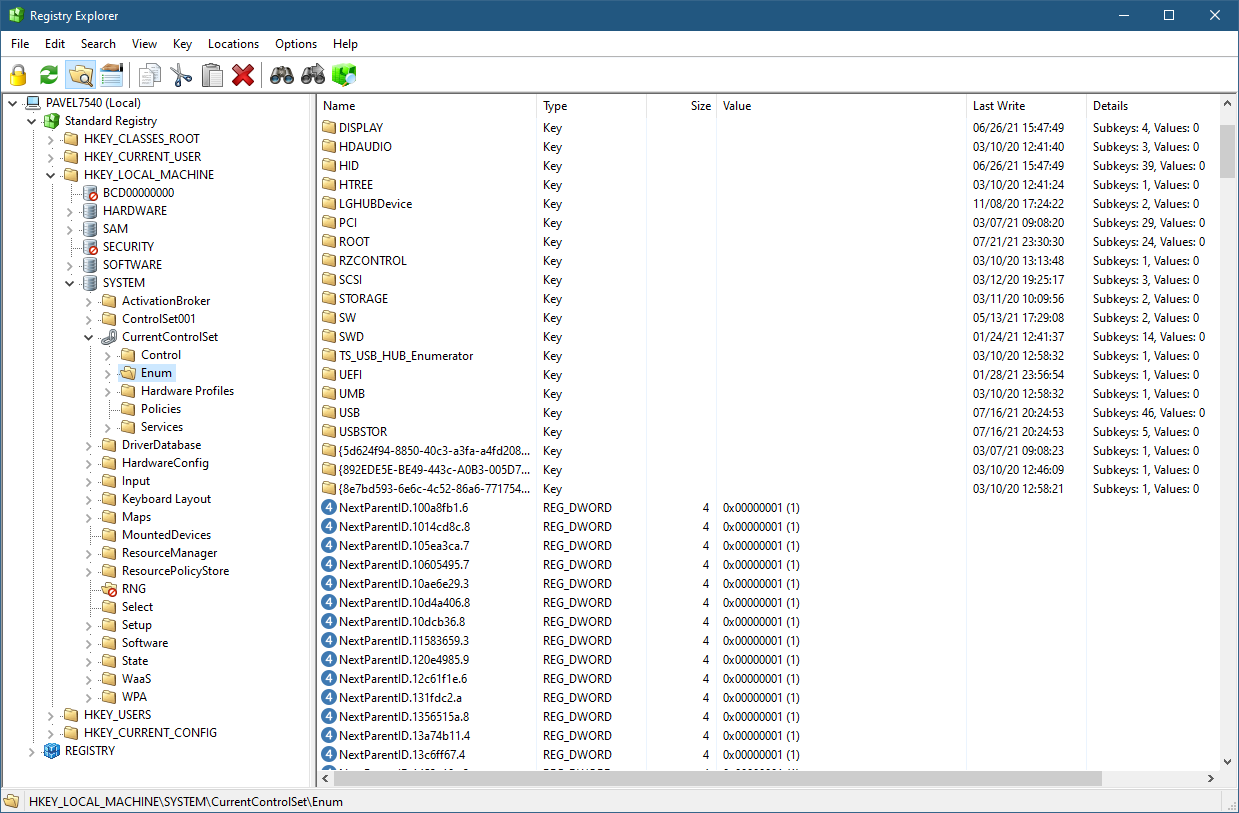 Registry Explorer
File Edit Search View Key Locations Options Help
PAVEL7540 (Local)
Standard Registry
HKEY_CLASSES_ROOT
HKEY_CURRENT_USER
HKEY_LOCAL_MACHINE
BCD00000000
HARDWARE
SAM
SECURITY
SOFTWARE
SYSTEM
ActivationBroker
ControlSet001
CurrentControlSet
Control
Enum
Hardware Profiles
Policies
Services
DriverDatabase
HardwareConfig
Input
Keyboard Layout
Maps
MountedDevices
ResourceManager
ResourcePolicyStore
RNG
Select
Setup
Software
State
WaaS
WPA
HKEY_USERS
HKEY_CURRENT_CONFIG
REGISTRY
Name Type Size Value Last Write Details
DISPLAY Key 06/26/21 15:47:49 Subkeys: 4, Values: 0
HDAUDIO Key 03/10/20 12:41:40 Subkeys: 3, Values: 0
HID Key 06/26/21 15:47:49 Subkeys: 39, Values: 0
HTREE Key 03/10/20 12:41:24 Subkeys: 1, Values: 0
LGHUBDevice Key 11/08/20 17:24:22 Subkeys: 2, Values: 0
PCI Key 03/07/21 09:08:20 Subkeys: 29, Values: 0
ROOT Key 07/21/21 23:30:30 Subkeys: 24, Values: 0
RZCONTROL Key 03/10/20 13:13:48 Subkeys: 1, Values: 0
SCSI Key 03/12/20 19:25:17 Subkeys: 3, Values: 0
STORAGE Key 03/11/20 10:09:56 Subkeys: 2, Values: 0
SW Key 05/13/21 17:29:08 Subkeys: 2, Values: 0
SWD Key 01/24/21 12:41:37 Subkeys: 14, Values: 0
TS_USB_HUB_Enumerator Key 03/10/20 12:58:32 Subkeys: 1, Values: 0
UEFI Key 01/28/21 23:56:54 Subkeys: 1, Values: 0
UMB Key 03/10/20 12:58:32 Subkeys: 1, Values: 0
USB Key 07/16/21 20:24:53 Subkeys: 46, Values: 0
USBSTOR Key 07/16/21 20:24:53 Subkeys: 5, Values: 0
{5d624f94-8850-40c3-a3fa-a4fd208... Key 03/07/21 09:08:23 Subkeys: 1, Values: 0
{892EDE5E-BE49-443c-A0B3-005D7... Key 03/10/20 12:46:09 Subkeys: 1, Values: 0
{8e7bd593-6e6c-4c52-86a6-771754... Key 03/10/20 12:58:21 Subkeys: 1, Values: 0
4 NextParentID.100a8fb1.6 REG_DWORD 4 0x00000001 (1)
4 NextParentID.1014cd8c.8 REG_DWORD 4 0x00000001 (1)
4 NextParentID.105ea3ca.7 REG_DWORD 4 0x00000001 (1)
4 NextParentID.10605495.7 REG_DWORD 4 0x00000001 (1)
4 NextParentID.10ae6e29.3 REG_DWORD 4 0x00000001 (1)
4 NextParentID.10d4a406.8 REG_DWORD 4 0x00000001 (1)
4 NextParentID.10dcb36.8 REG_DWORD 4 0x00000001 (1)
4 NextParentID.11583659.3 REG_DWORD 4 0x00000001 (1)
4 NextParentID.120e4985.9 REG_DWORD 4 0x00000001 (1)
4 NextParentID.12c61f1e.6 REG_DWORD 4 0x00000001 (1)
4 NextParentID.131fdc2.a REG_DWORD 4 0x00000001 (1)
4 NextParentID.1356515a.8 REG_DWORD 4 0x00000001 (1)
4 NextParentID.13a74b11.4 REG_DWORD 4 0x00000001 (1)
4 NextParentID.13c6ff67.4 REG_DWORD 4 0x00000001 (1)
HKEY_LOCAL_MACHINE\SYSTEM\CurrentControlSet\Enum